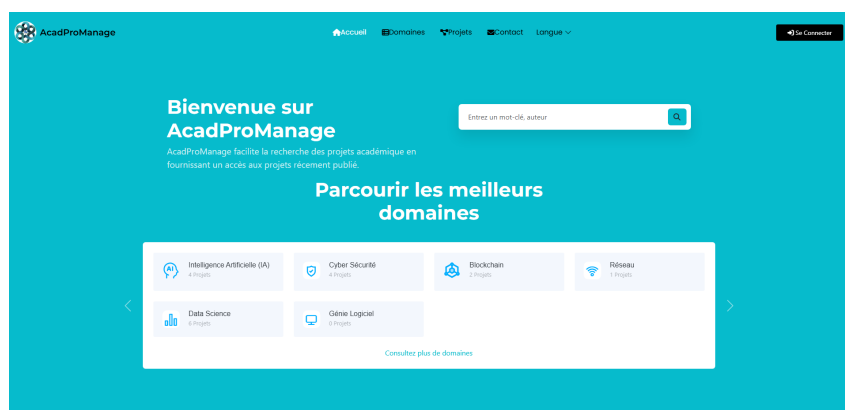 AcadProManage
Accueil
Domaines
Projets
Contact
Langue
Se Connecter
Bienvenue sur
AcadProManage
AcadProManage facilite la recherche des projets académique en
fournissant un accés aux projets récement publié.
Entrez un mot-clé, auteur
Parcourir les meilleurs
domaines
AI
Intelligence Artificielle (IA)
4 Projets
Cyber Sécurité
4 Projets
Blockchain
2 Projets
Réseau
1 Projets
Data Science
8 Projets
Génie Logiciel
0 Projets
Consultez plus de domaines